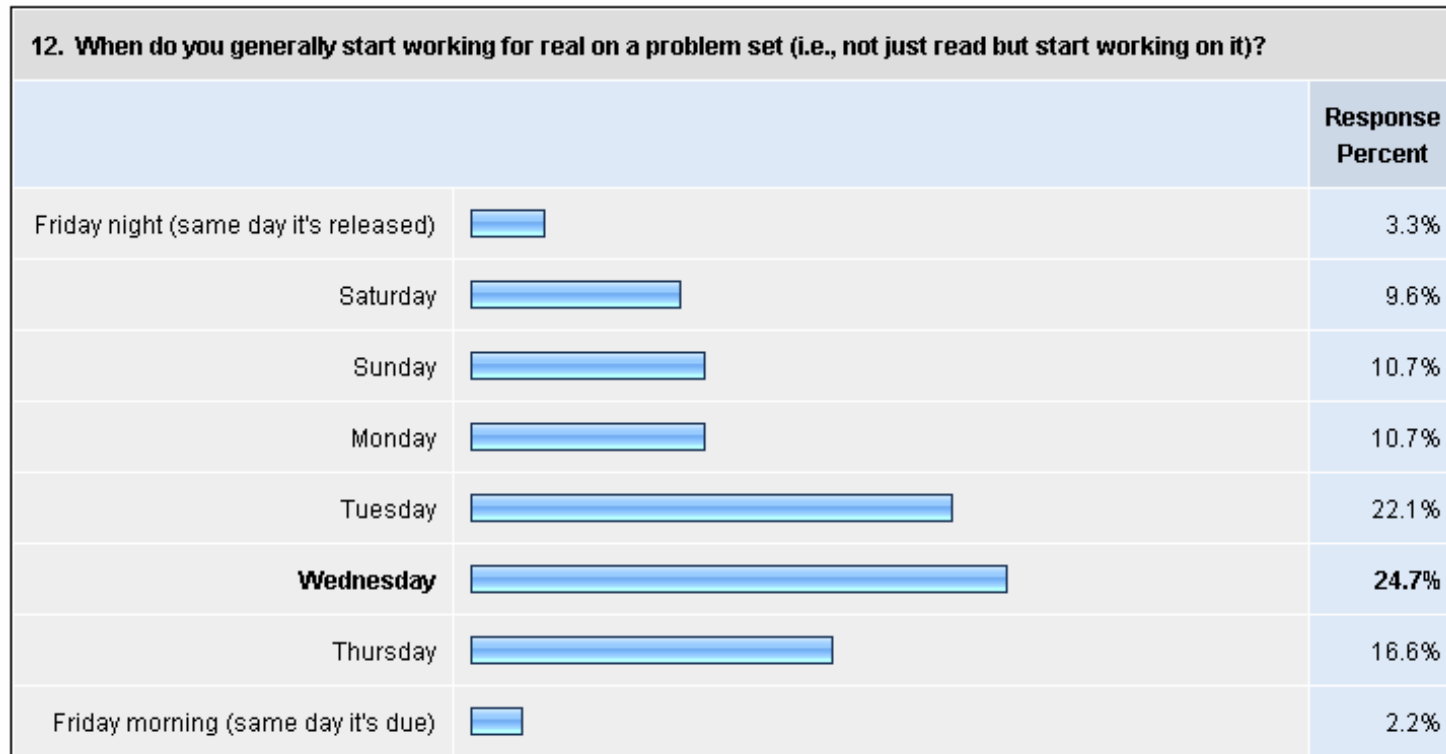 12. When do you generally start working for real on a problem set (i.e., not just read but start working on it)?
Response
Percent
Friday night (same day it's released) 3.3%
Saturday 9.6%
Sunday 10.7%
Monday 10.7%
Tuesday 22.1%
Wednesday 24.7%
Thursday 16.6%
Friday morning (same day it's due) 2.2%